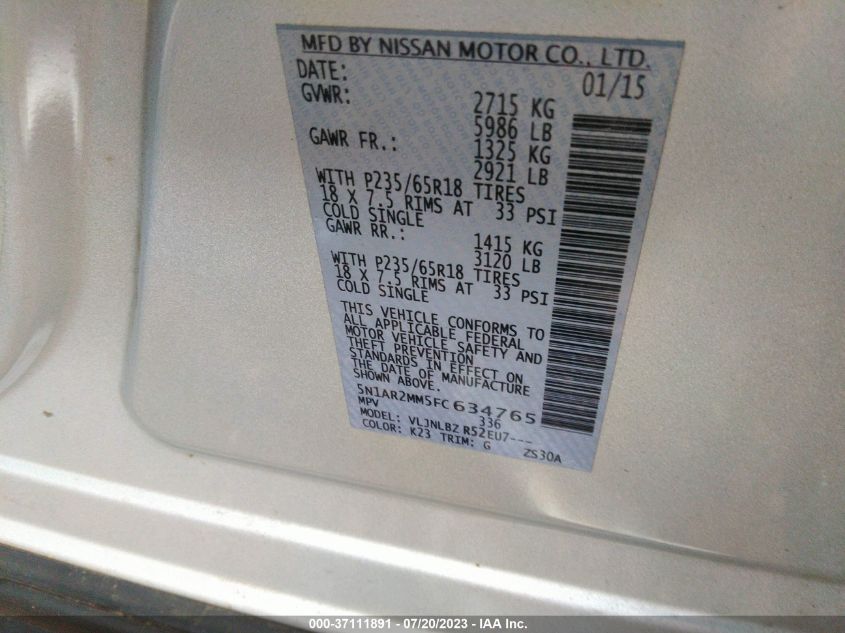 MFD BY NISSAN MOTOR CO., LTD.
DATE: 01/15
GVWR: 2715 KG
5986 LB
GAWR FR.: 1325 KG
2921 LB
WITH P235/65R18 TIRES
18 X 7.5 RIMS AT 33 PSI
COLD SINGLE
GAWR RR.: 1415 KG
3120 LB
WITH P235/65R18 TIRES
18 X 7.5 RIMS AT 33 PSI
COLD SINGLE
THIS VEHICLE CONFORMS TO
ALL APPLICABLE FEDERAL
MOTOR VEHICLE SAFETY AND
THEFT PREVENTION
STANDARDS IN EFFECT ON
THE DATE OF MANUFACTURE
SHOWN ABOVE.
5N1AR2MM5FC634765
MPV 336
MODEL: VLJNLBZ R52EU7---
COLOR: K23 TRIM: G ZS30A
000-37111891 - 07/20/2023 - IAA Inc.